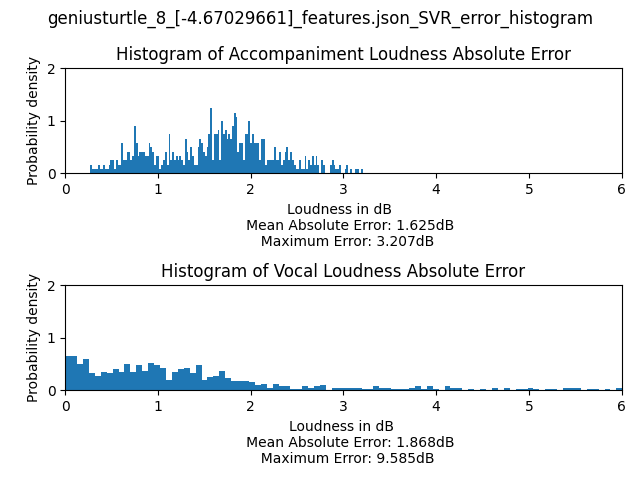 geniusturtle_8_[-4.67029661]_features.json_SVR_error_histogram
Histogram of Accompaniment Loudness Absolute Error
Probability density
2
1
0
0 1 2 3 4 5 6
Loudness in dB
Mean Absolute Error: 1.625dB
Maximum Error: 3.207dB
Histogram of Vocal Loudness Absolute Error
Probability density
2
1
0
0 1 2 3 4 5 6
Loudness in dB
Mean Absolute Error: 1.868dB
Maximum Error: 9.585dB